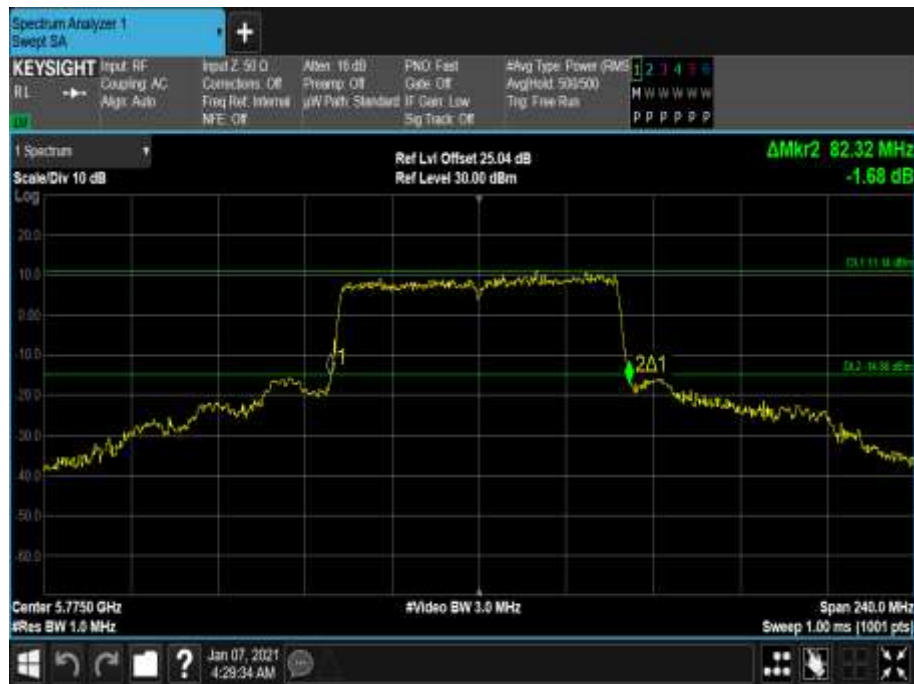 Spectrum Analyzer 1
Swept SA
+
KEYSIGHT
RL
Input: RF
Coupling: AC
Align: Auto
Input Z: 50 Ω
Corrections: Off
Freq Ref: Internal
NFE: Off
Atten: 16 dB
Preamp: Off
µW Path: Standard
PNO: Fast
Gate: Off
IF Gain: Low
Sig Track: Off
#Avg Type: Power (RMS
Avg|Hold: 500/500
Trig: Free Run
1 2 3 4 5 6
M W W W W W
P P P P P P
1 Spectrum
Scale/Div 10 dB
Ref Lvl Offset 25.04 dB
Ref Level 30.00 dBm
ΔMkr2 82.32 MHz
-1.68 dB
Log
20.0
10.0
0.00
-10.0
-20.0
-30.0
-40.0
-50.0
-60.0
1
2Δ1
Center 5.7750 GHz
#Res BW 1.0 MHz
#Video BW 3.0 MHz
Span 240.0 MHz
Sweep 1.00 ms (1001 pts)
?
Jan 07, 2021
4:29:34 AM